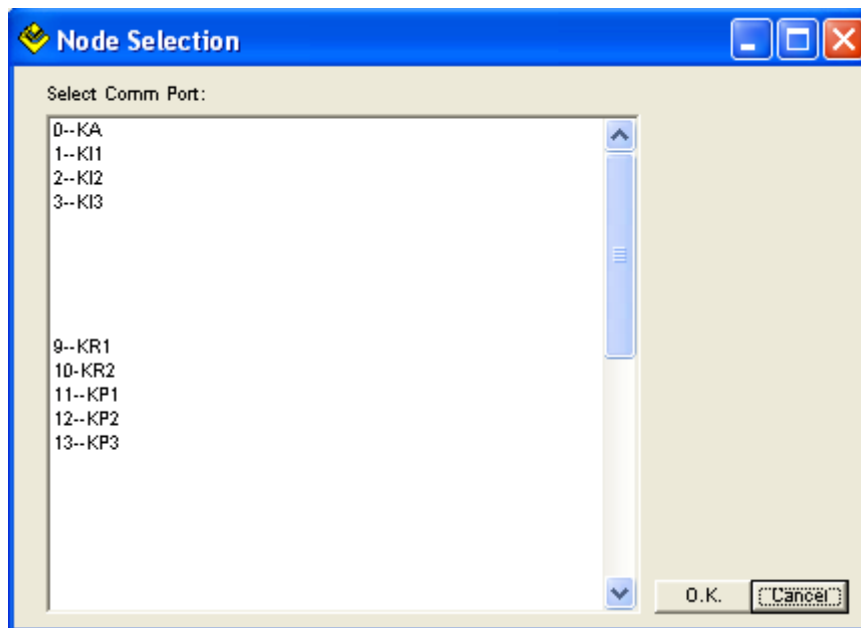 Node Selection
Select Comm Port:
0--KA
1--KI1
2--KI2
3--KI3
9--KR1
10-KR2
11--KP1
12--KP2
13--KP3
O.K. Cancel